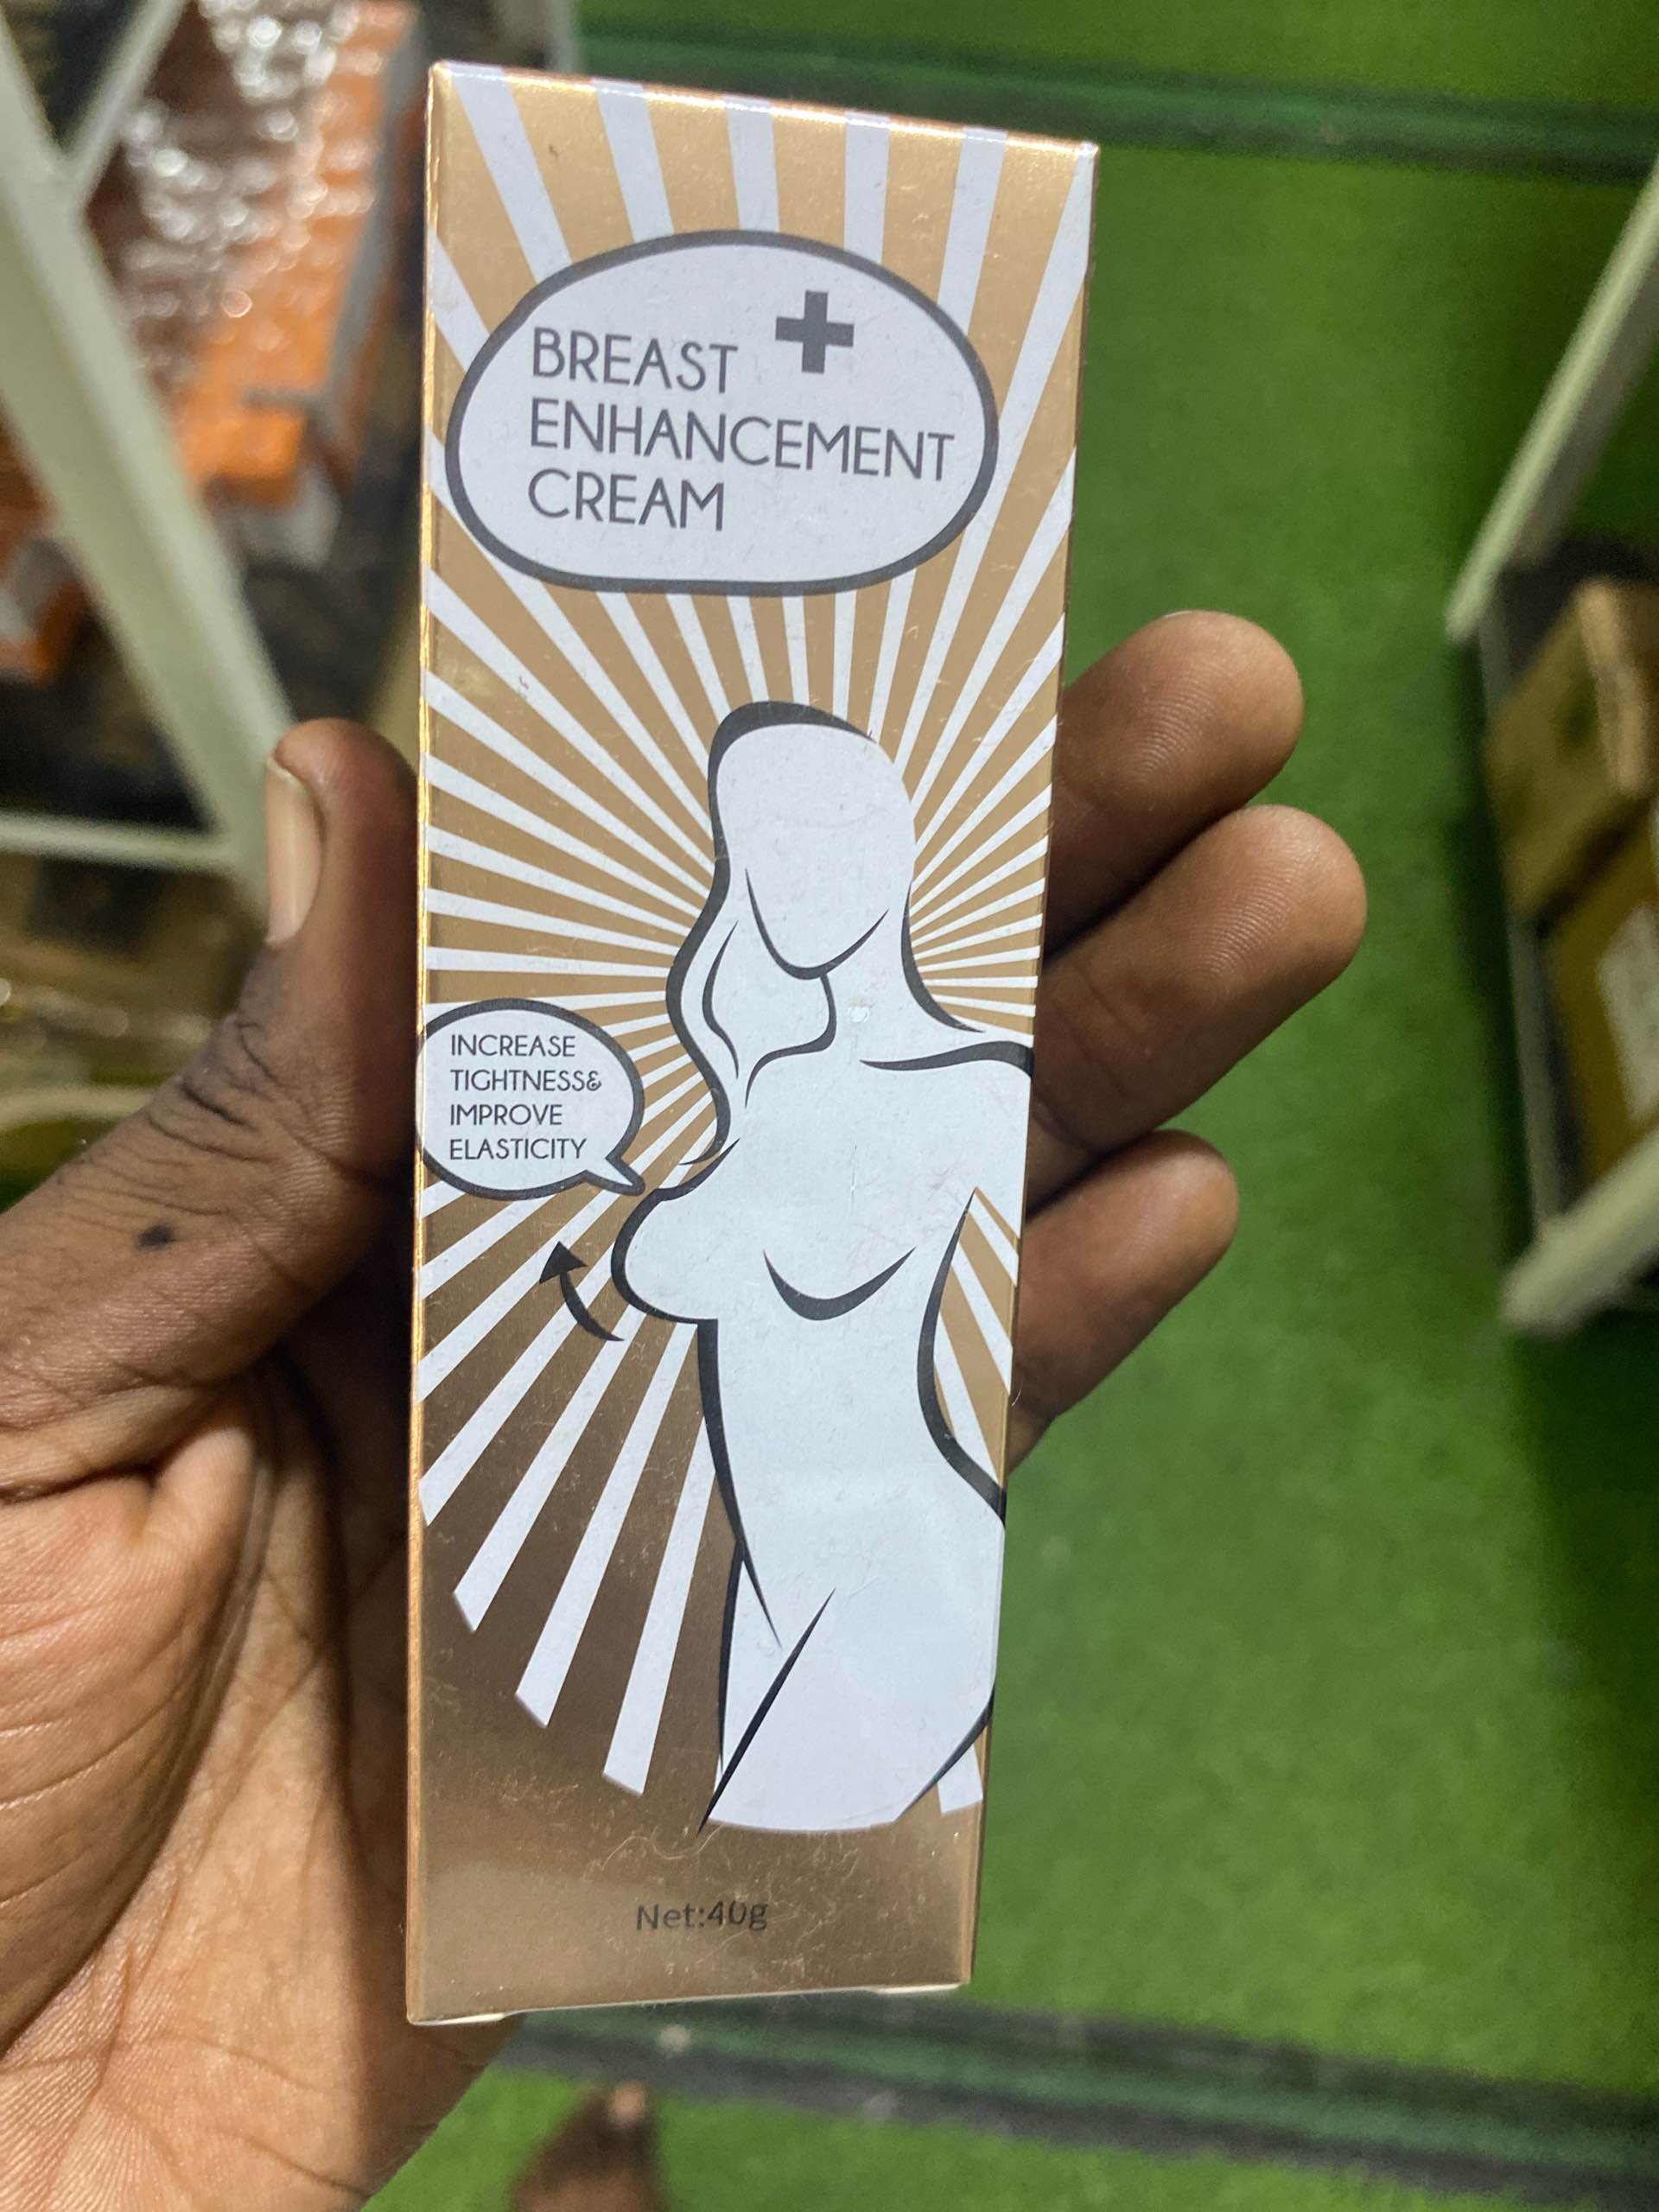 BREAST
ENHANCEMENT
CREAM
INCREASE
TIGHTNESS&
IMPROVE
ELASTICITY
Net:40g